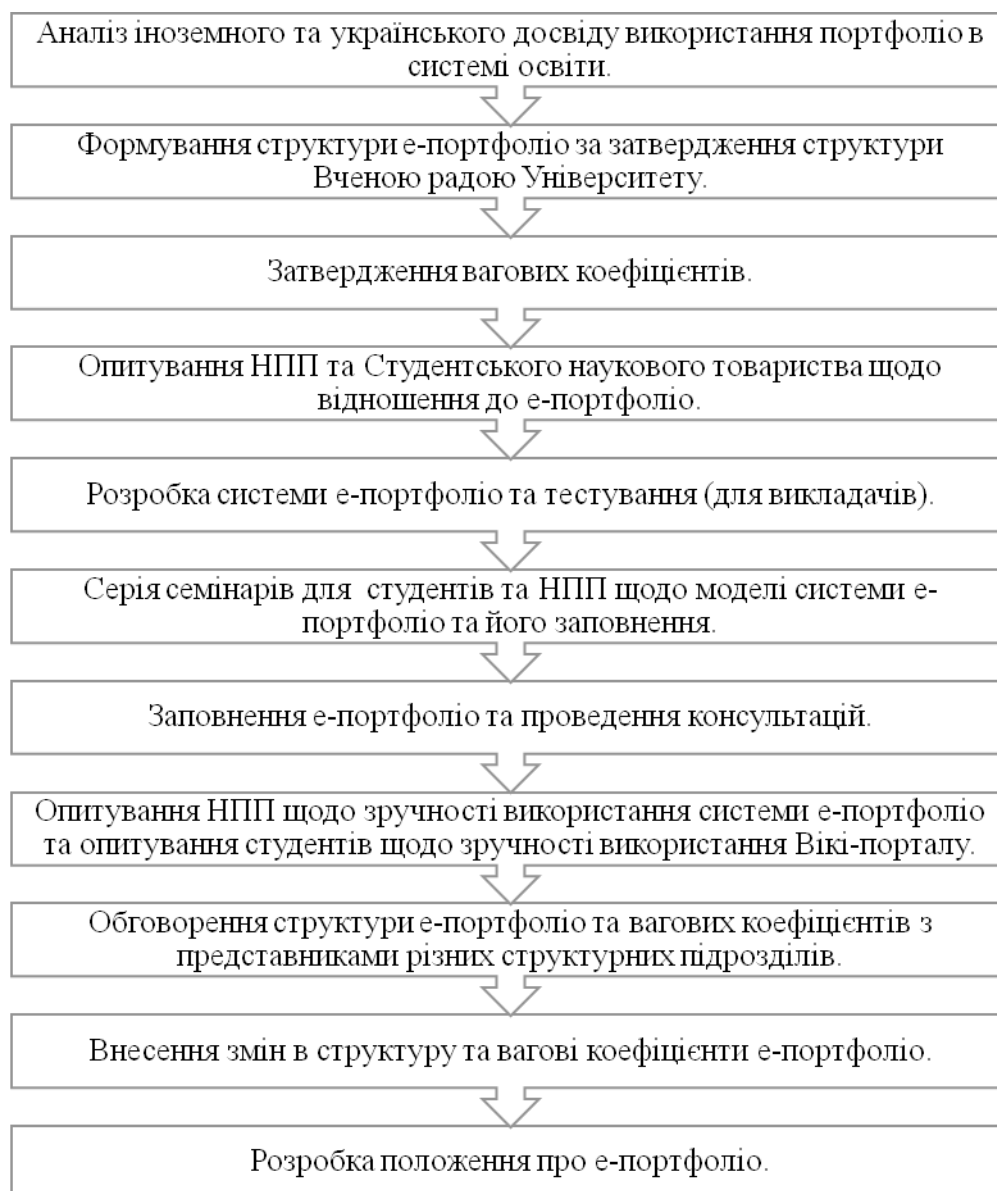 Аналіз іноземного та українського досвіду використання портфоліо в
системі освіти.
Формування структури е-портфоліо за затвердження структури
Вченою радою Університету.
Затвердження вагових коефіцієнтів.
Опитування НПП та Студентського наукового товариства щодо
відношення до е-портфоліо.
Розробка системи е-портфоліо та тестування (для викладачів).
Серія семінарів для студентів та НПП щодо моделі системи е-
портфоліо та його заповнення.
Заповнення е-портфоліо та проведення консультацій.
Опитування НПП щодо зручності використання системи е-портфоліо
та опитування студентів щодо зручності використання Вікі-порталу.
Обговорення структури е-портфоліо та вагових коефіцієнтів з
представниками різних структурних підрозділів.
Внесення змін в структуру та вагові коефіцієнти е-портфоліо.
Розробка положення про е-портфоліо.